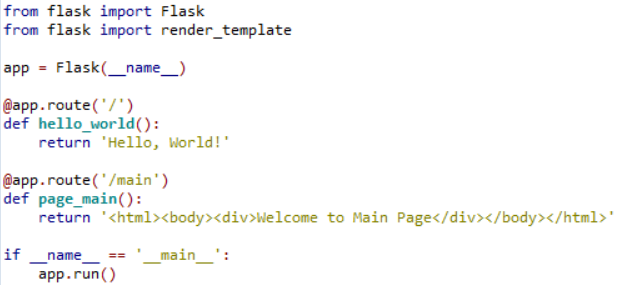 from flask import Flask
from flask import render_template

app = Flask(__name__)

@app.route('/')
def hello_world():
    return 'Hello, World!'

@app.route('/main')
def page_main():
    return '<html><body><div>Welcome to Main Page</div></body></html>'

if __name__ == '__main__':
    app.run()